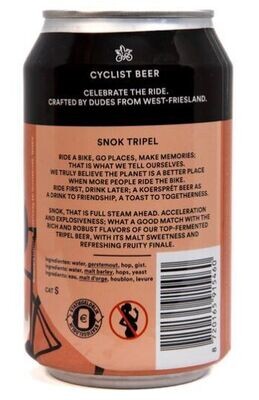 CYCLIST BEER
CELEBRATE THE RIDE.
CRAFTED BY DUDES FROM WEST-FRIESLAND.
SNOK TRIPEL
RIDE A BIKE, GO PLACES, MAKE MEMORIES;
THAT IS WHAT WE TELL OURSELVES.
WE TRULY BELIEVE THE PLANET IS A BETTER PLACE
WHEN MORE PEOPLE RIDE THE BIKE.
RIDE FIRST, DRINK LATER; A KOERSPRËT BEER AS
A DRINK TO FRIENDSHIP, A TOAST TO TOGETHERNESS.
SNOK, THAT IS FULL STEAM AHEAD. ACCELERATION
AND EXPLOSIVENESS; WHAT A GOOD MATCH WITH THE
RICH AND ROBUST FLAVORS OF OUR TOP-FERMENTED
TRIPEL BEER, WITH ITS MALT SWEETNESS AND
REFRESHING FRUITY FINALE.
Ingrediënten: water, gerstemout, hop, gist.
Ingredients: water, malt barley, hops, yeast
Ingrédients: eau, malt d'orge, houblon, levure
CAT S
8 720165 915460